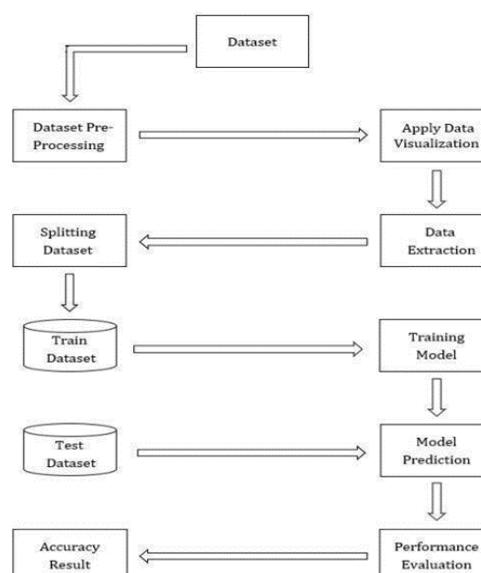 Dataset
Dataset Pre-
Processing
Apply Data
Visualization
Splitting
Dataset
Data
Extraction
Train
Dataset
Training
Model
Test
Dataset
Model
Prediction
Accuracy
Result
Performance
Evaluation